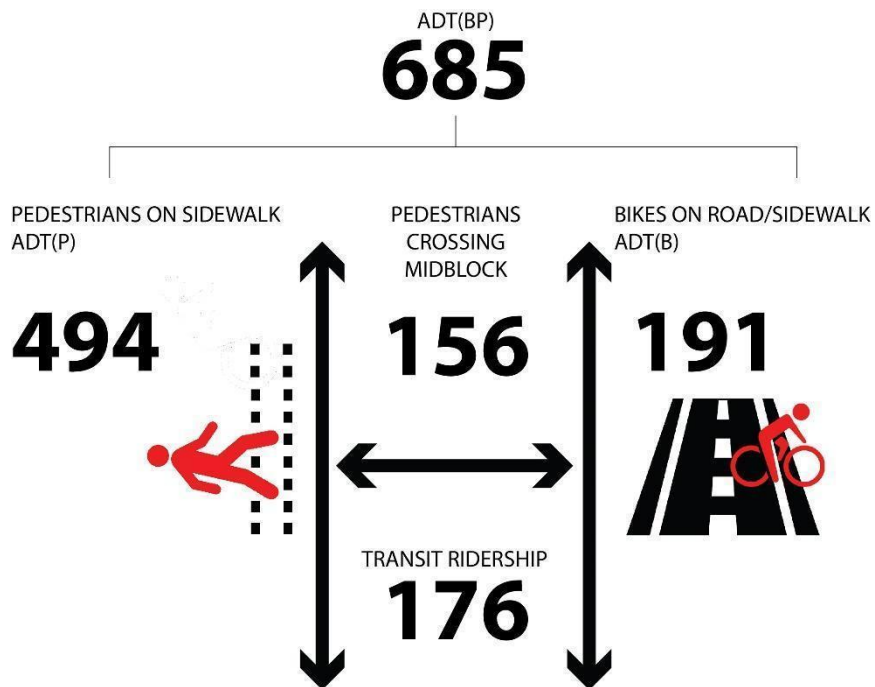 ADT(BP)
685
PEDESTRIANS ON SIDEWALK
ADT(P)
494
PEDESTRIANS
CROSSING
MIDBLOCK
156
BIKES ON ROAD/SIDEWALK
ADT(B)
191
TRANSIT RIDERSHIP
176